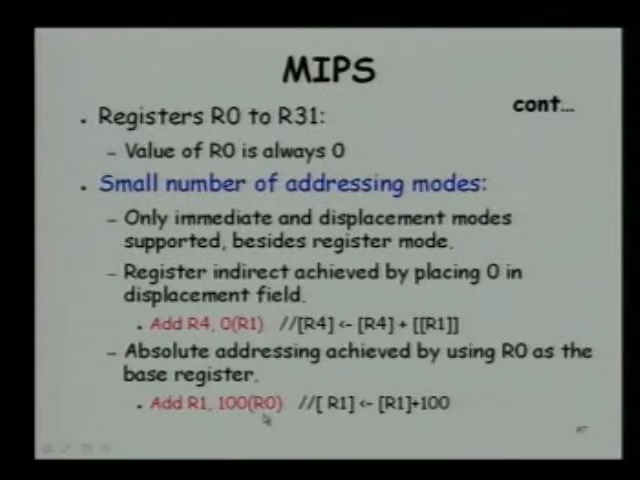 MIPS
cont...
. Registers R0 to R31:
– Value of R0 is always 0
. Small number of addressing modes:
– Only immediate and displacement modes
supported, besides register mode.
– Register indirect achieved by placing 0 in
displacement field.
. Add R4, 0(R1) //[R4] <- [R4] + [[R1]]
– Absolute addressing achieved by using R0 as the
base register.
. Add R1, 100(R0) //[ R1] <- [R1]+100